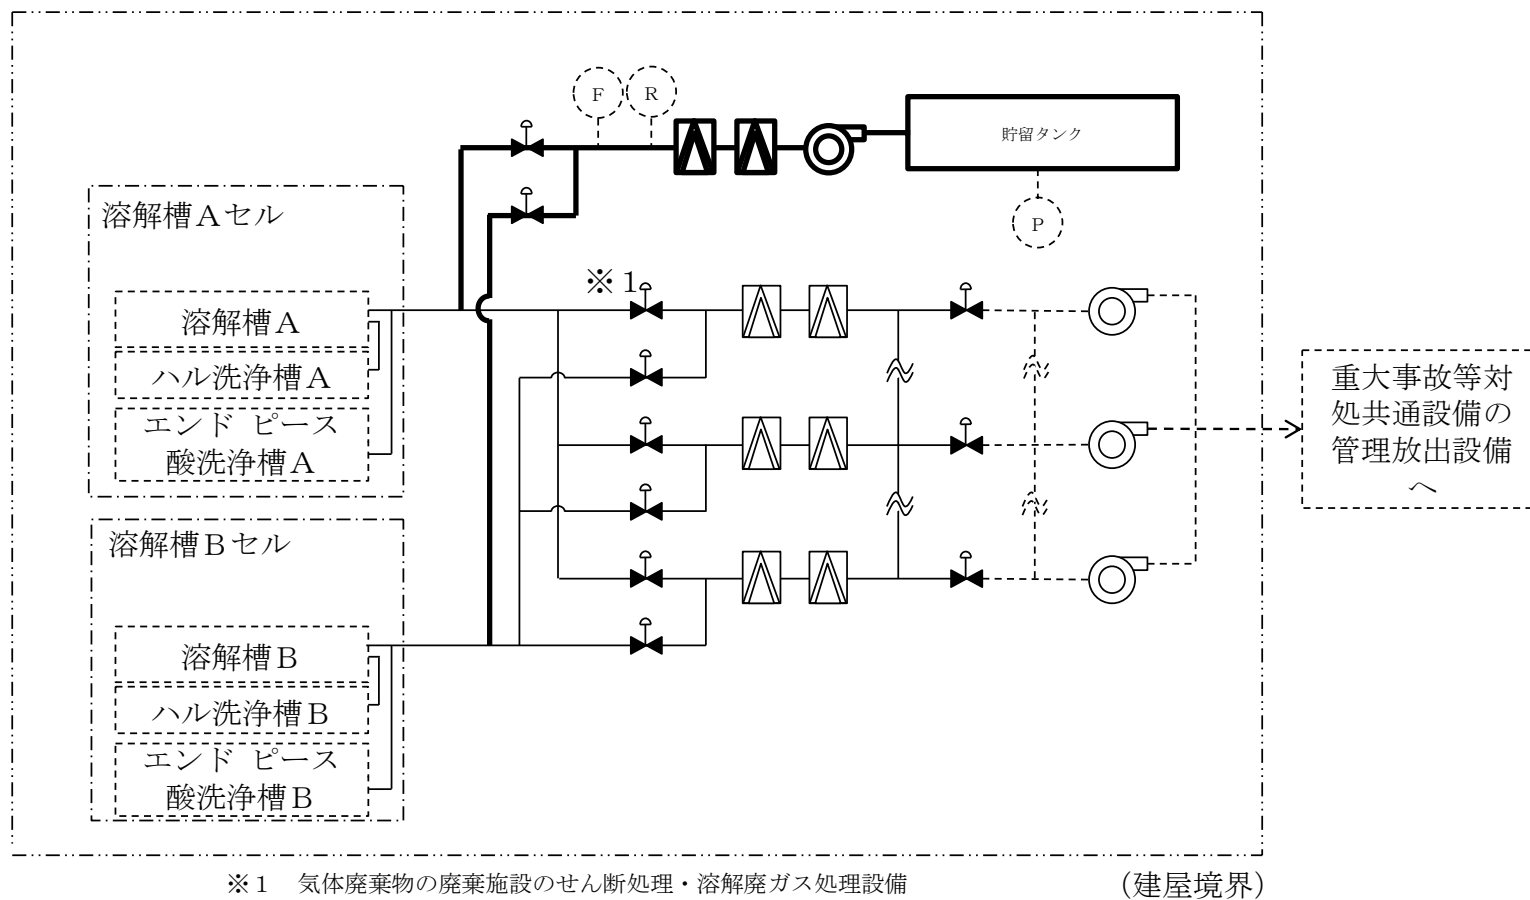 F
R
貯留タンク
P
溶解槽Aセル
溶解槽A
ハル洗浄槽A
エンド ピース
酸洗浄槽A
※1
重大事故等対
処共通設備の
管理放出設備
へ
溶解槽Bセル
溶解槽B
ハル洗浄槽B
エンド ピース
酸洗浄槽B
※1 気体廃棄物の廃棄施設のせん断処理・溶解廃ガス処理設備
(建屋境界)